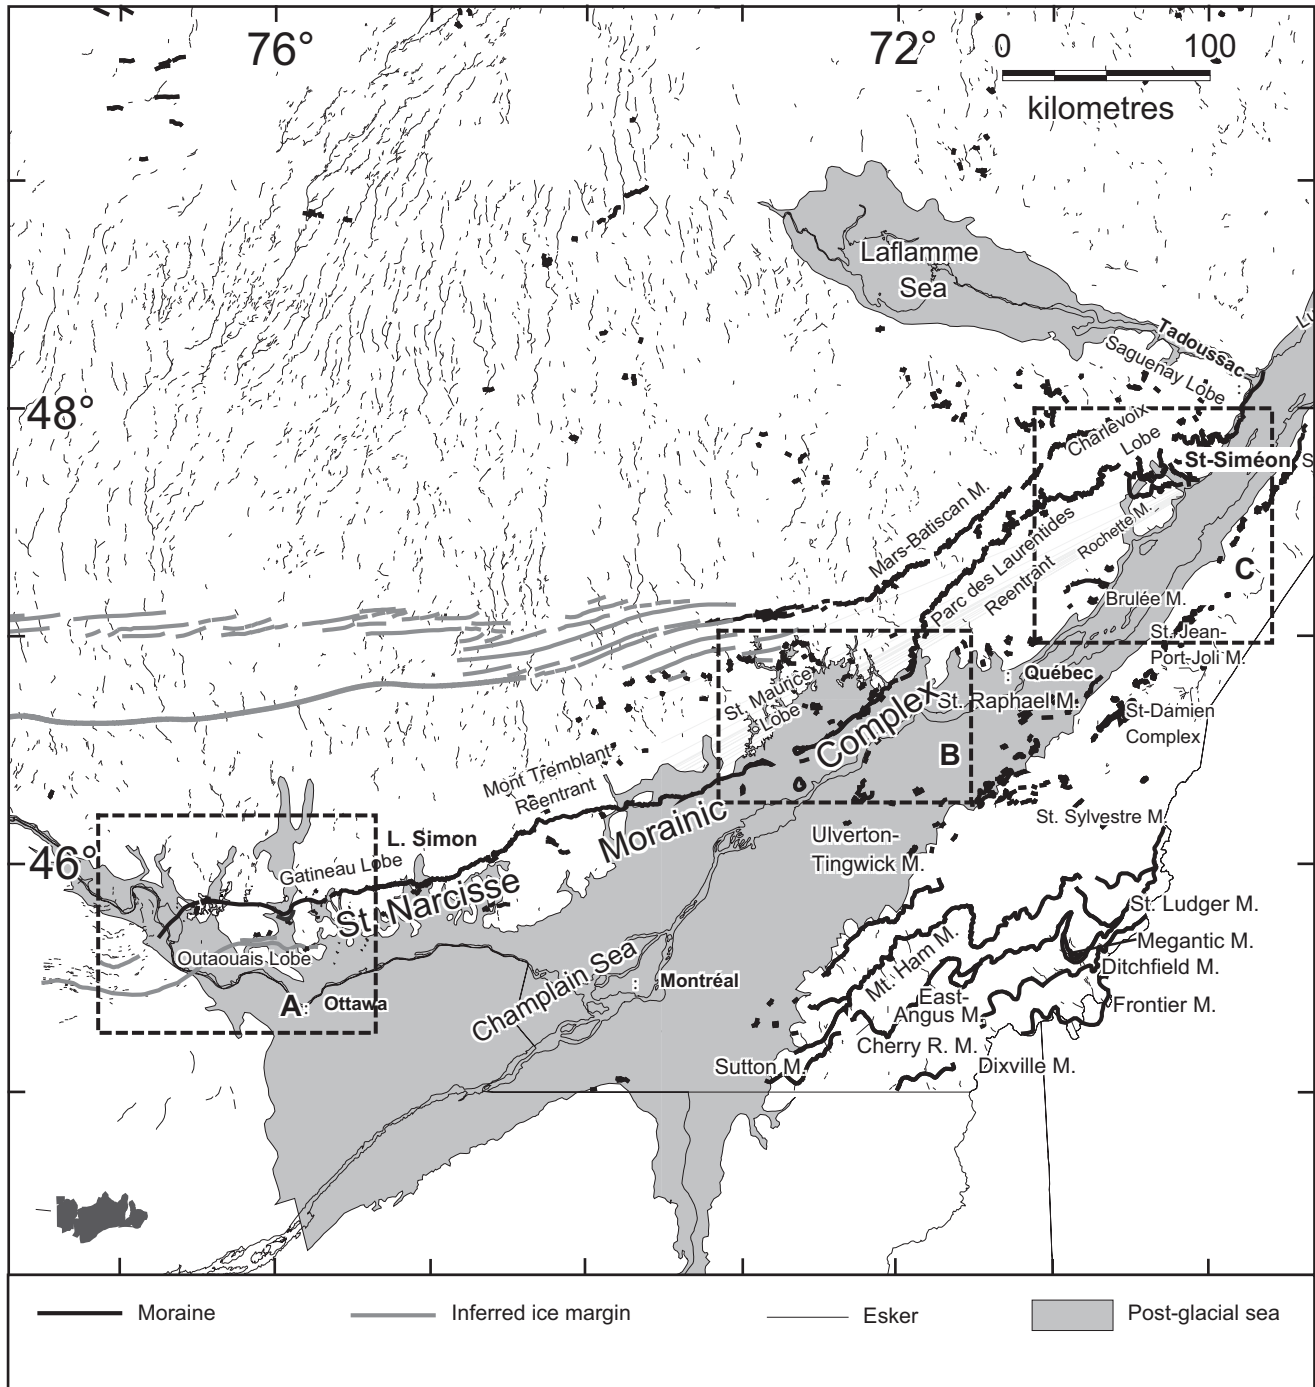 76°
72°
0
100
kilometres
Laflamme
Sea
Tadoussac
Saguenay Lobe
48°
Charlevoix
Lobe
St-Siméon
Mars-Batiscan M.
Parc des Laurentides
Reentrant
Rochette M.
C
Brulée M.
St. Jean-
Port-Joli M.
Québec
St. Raphael M.
St-Damien
Complex
St. Maurice
Lobe
B
Mont Tremblant
Reentrant
St. Narcisse
Morainic
Complex
St. Sylvestre M.
Ulverton-
Tingwick M.
L. Simon
46°
Gatineau Lobe
Outaouais Lobe
A
Ottawa
Champlain Sea
Montréal
St. Ludger M.
Megantic M.
Ditchfield M.
Mt. Ham M.
East-
Angus M.
Frontier M.
Cherry R. M.
Sutton M.
Dixville M.
Moraine
Inferred ice margin
Esker
Post-glacial sea